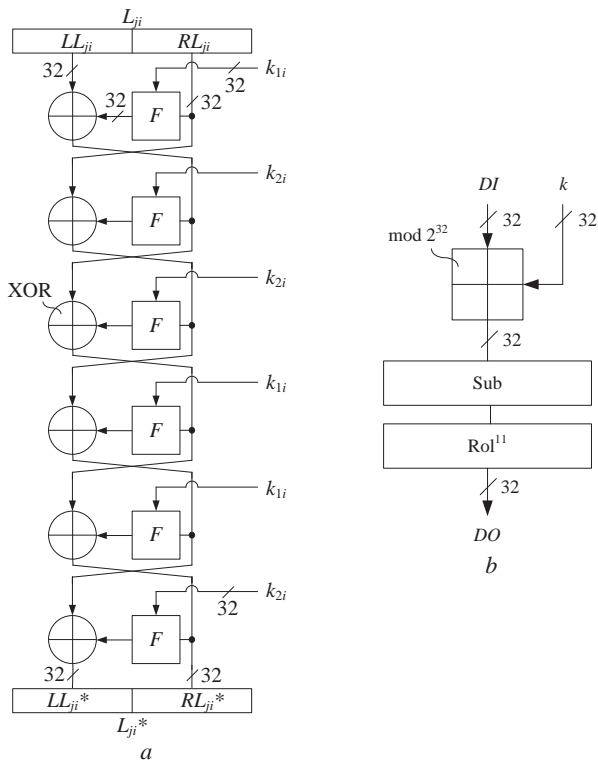 L_ji
LL_ji RL_ji
32 k_1i
32 32 32
F
k_2i
F
k_2i
XOR
F
k_1i
F
k_1i
F
k_2i
32
F
32 32
LL_ji* RL_ji*
L_ji*
a
DI k
32 32
mod 2^32
32
Sub
Rol^11
32
DO
b